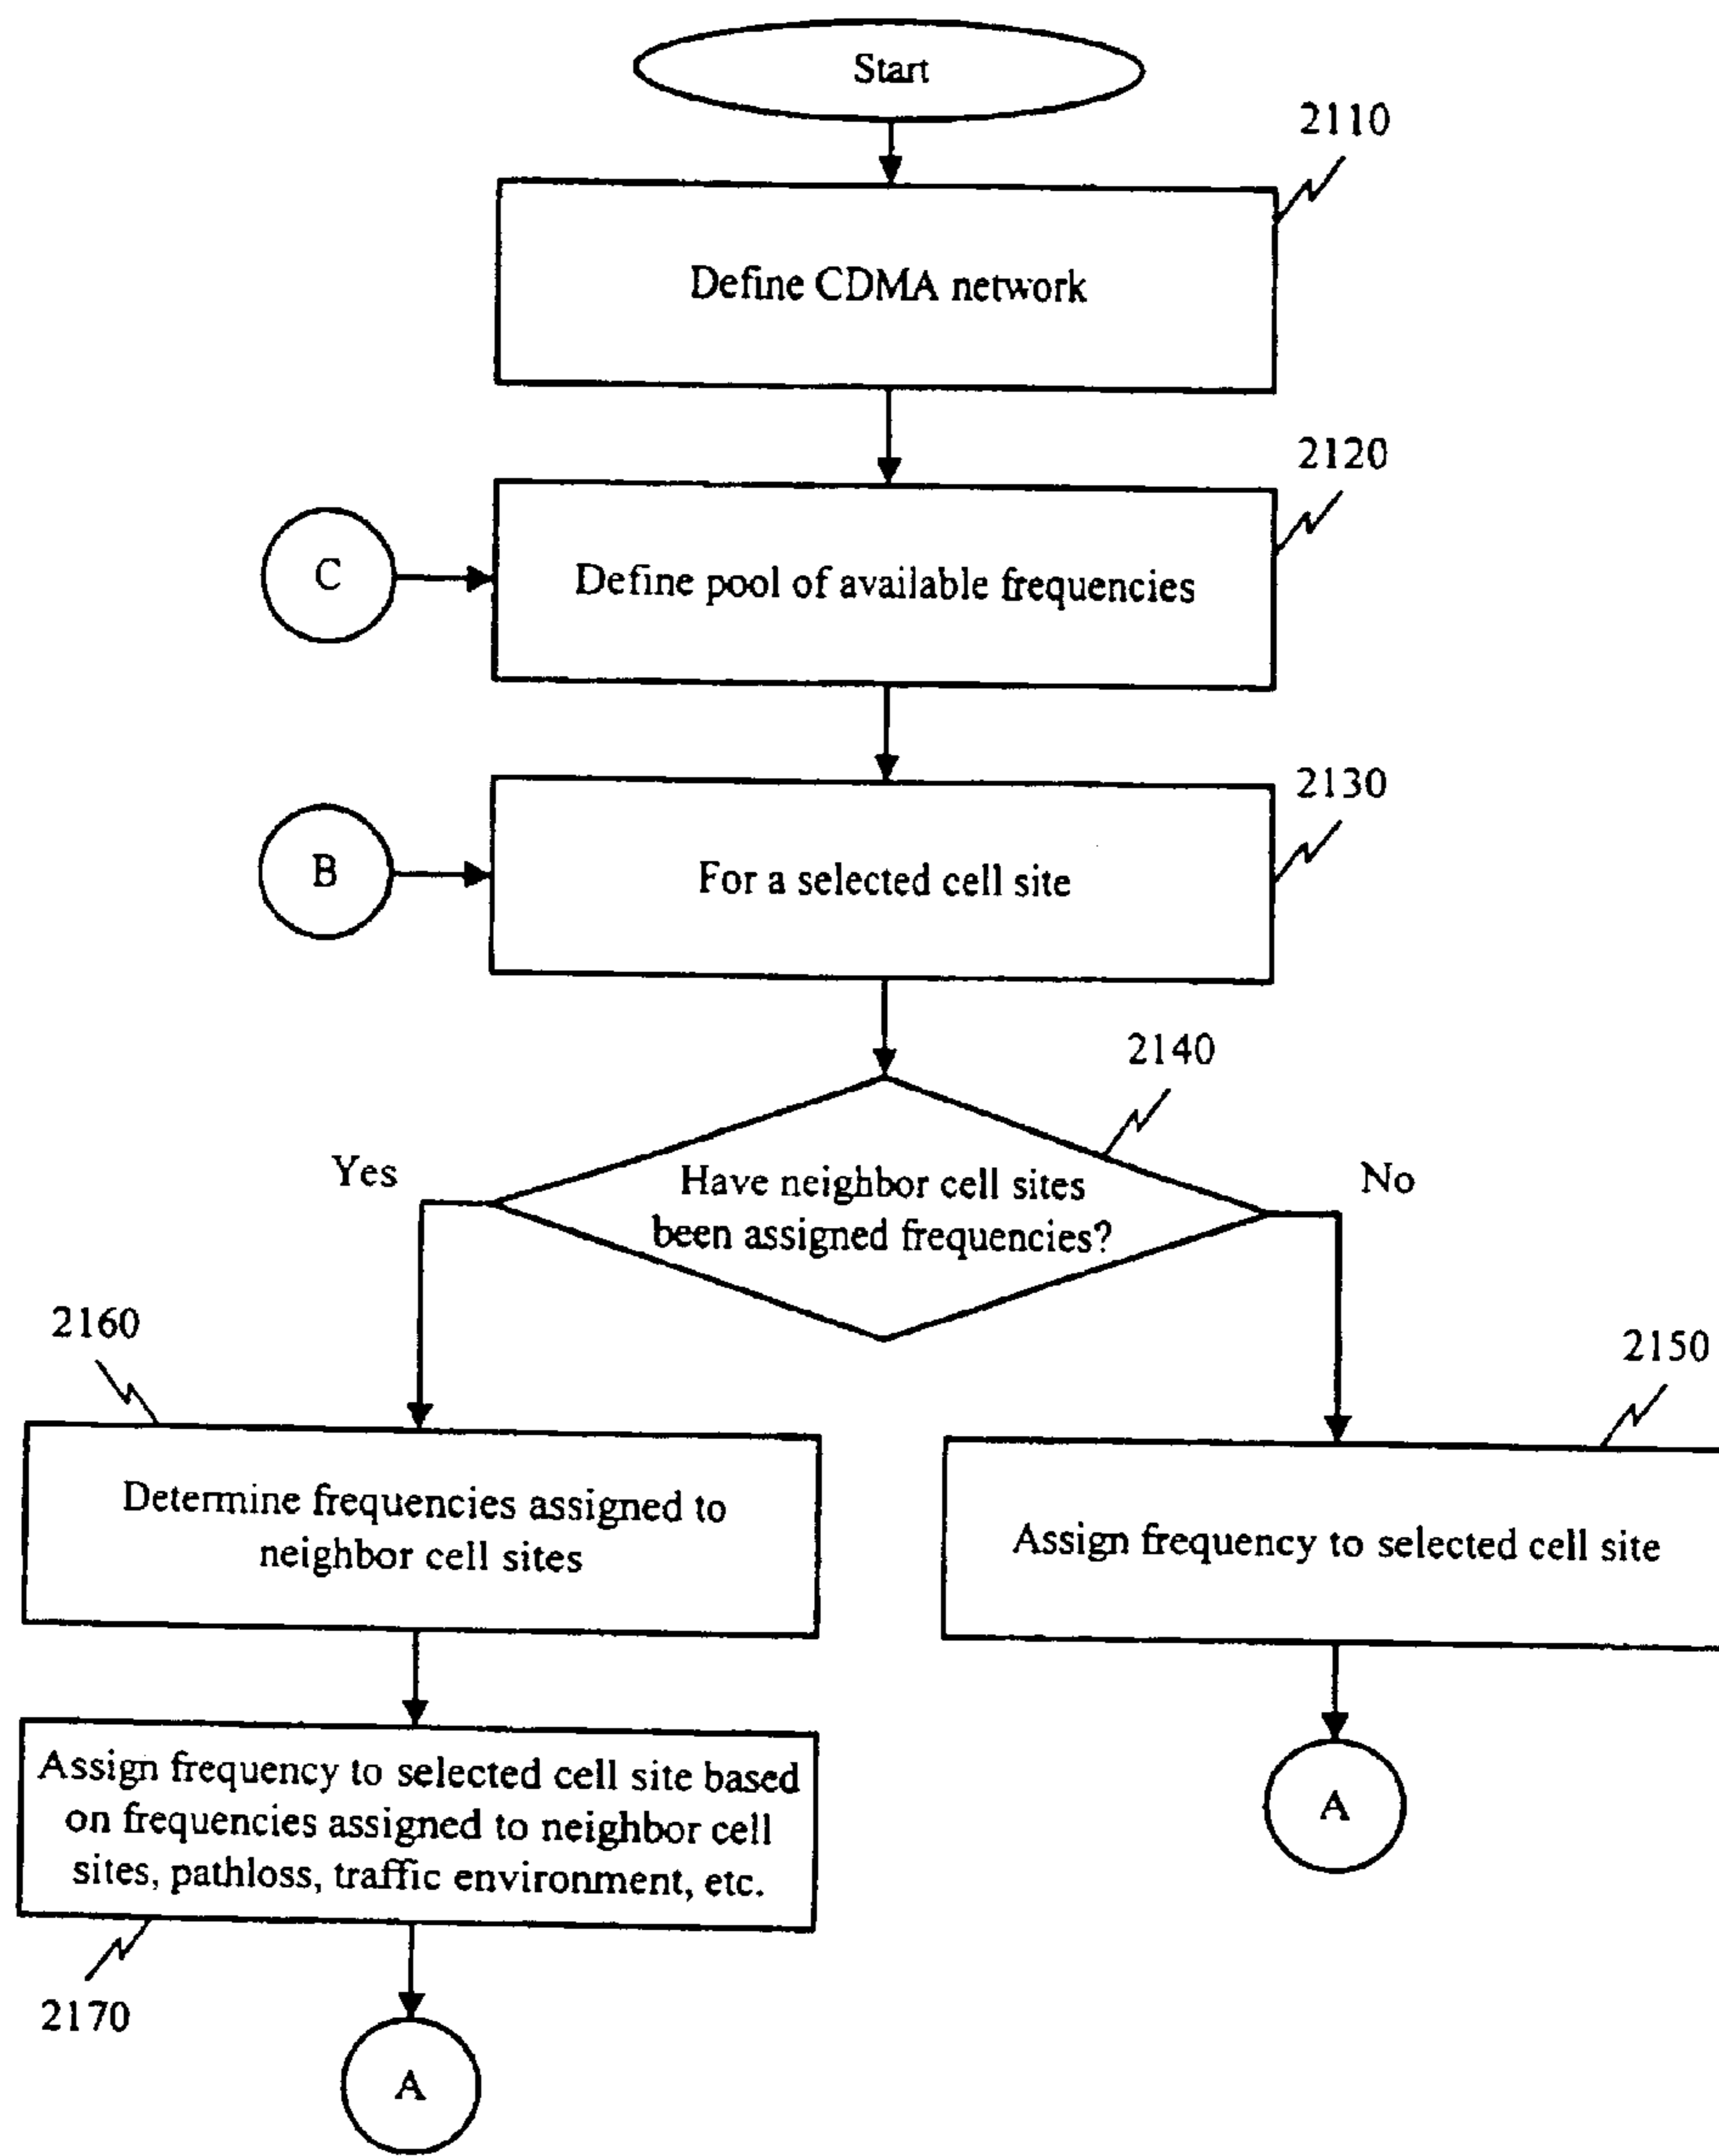 Start
2110
Define CDMA network
2120
C
Define pool of available frequencies
2130
B
For a selected cell site
2140
Yes
Have neighbor cell sites
been assigned frequencies?
No
2160
2150
Determine frequencies assigned to
neighbor cell sites
Assign frequency to selected cell site
Assign frequency to selected cell site based
on frequencies assigned to neighbor cell
sites, pathloss, traffic environment, etc.
A
2170
A